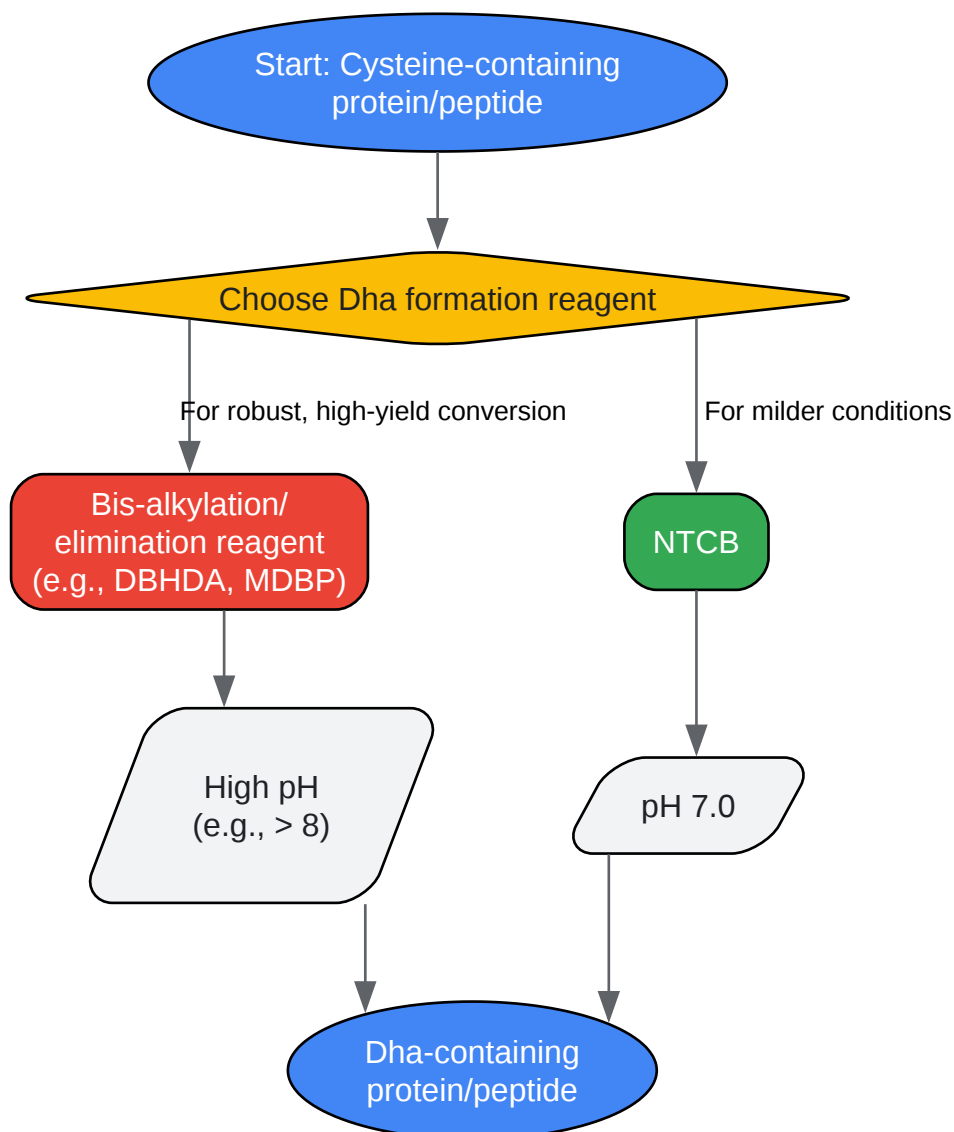 Start: Cysteine-containing
protein/peptide
Choose Dha formation reagent
For robust, high-yield conversion
For milder conditions
Bis-alkylation/
elimination reagent
(e.g., DBHDA, MDBP)
NTCB
High pH
(e.g., > 8)
pH 7.0
Dha-containing
protein/peptide